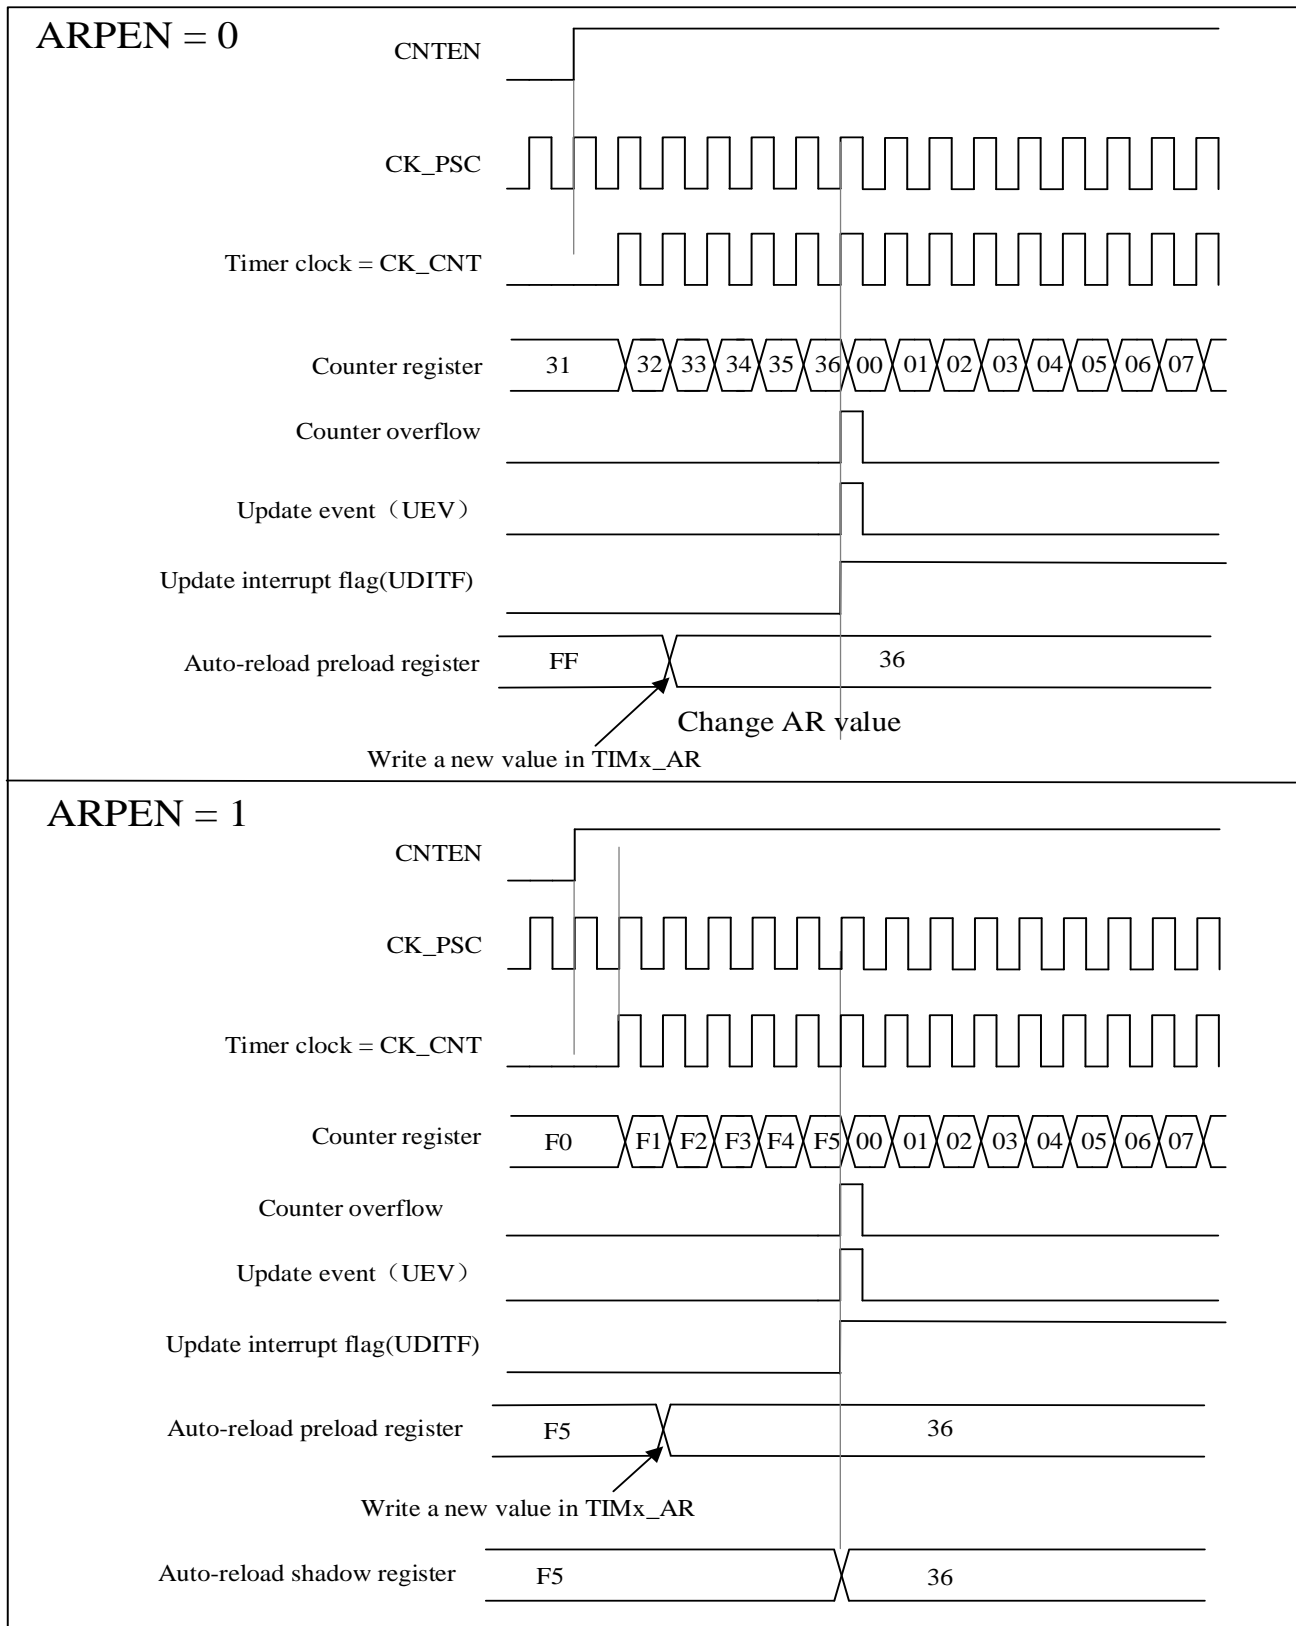 ARPEN = 0
CNTEN
CK_PSC
Timer clock = CK_CNT
Counter register 31 32 33 34 35 36 00 01 02 03 04 05 06 07
Counter overflow
Update event（UEV）
Update interrupt flag(UDITF)
Auto-reload preload register FF 36
Change AR value
Write a new value in TIMx_AR
ARPEN = 1
CNTEN
CK_PSC
Timer clock = CK_CNT
Counter register F0 F1 F2 F3 F4 F5 00 01 02 03 04 05 06 07
Counter overflow
Update event（UEV）
Update interrupt flag(UDITF)
Auto-reload preload register F5 36
Write a new value in TIMx_AR
Auto-reload shadow register F5 36